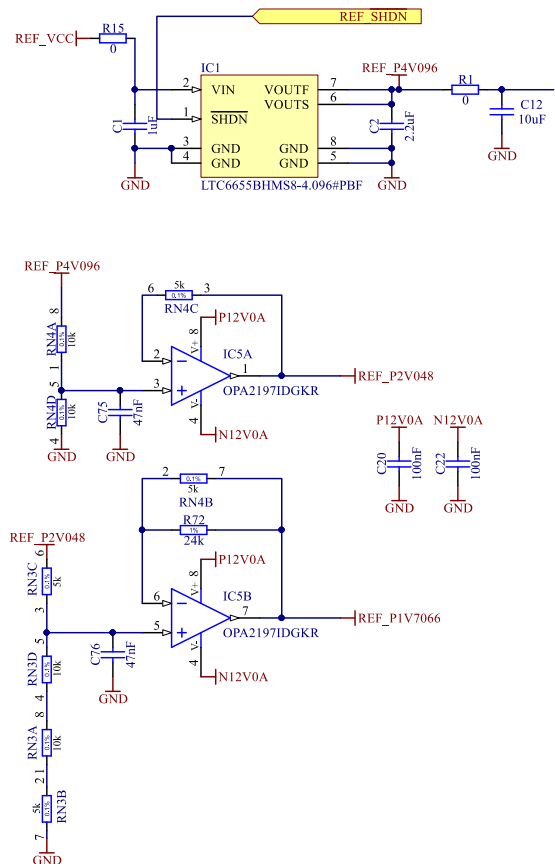 REF_SHDN
R15
REF_VCC
0
IC1
REF_P4V096
2 VIN VOUTF 7
R1
0
VOUTS 6
C1
1uF
1 SHDN
C2
2.2uF
C12
10uF
3 GND GND 8
4 GND GND 5
GND
GND
GND
LTC6655BHMS8-4.096#PBF
REF_P4V096
6 5k 3
0.1%
RN4C
8
P12V0A
RN4A
0.1%
10k
8
V+
1
2
IC5A
5
1
REF_P2V048
3
OPA2197IDGKR
RN4D
0.1%
10k
C75
47nF
V-
4
4
GND
GND
N12V0A
P12V0A
N12V0A
C20
100nF
C22
100nF
GND
GND
2 0.1% 7
5k
RN4B
R72
1%
24k
REF_P2V048
6
RN3C
0.1%
5k
P12V0A
8
V+
3
6
IC5B
7
REF_P1V7066
5
5
OPA2197IDGKR
C76
47nF
V-
RN3D
0.1%
10k
4
N12V0A
4
GND
8
RN3A
0.1%
10k
1
2
5k
0.1%
RN3B
7
GND